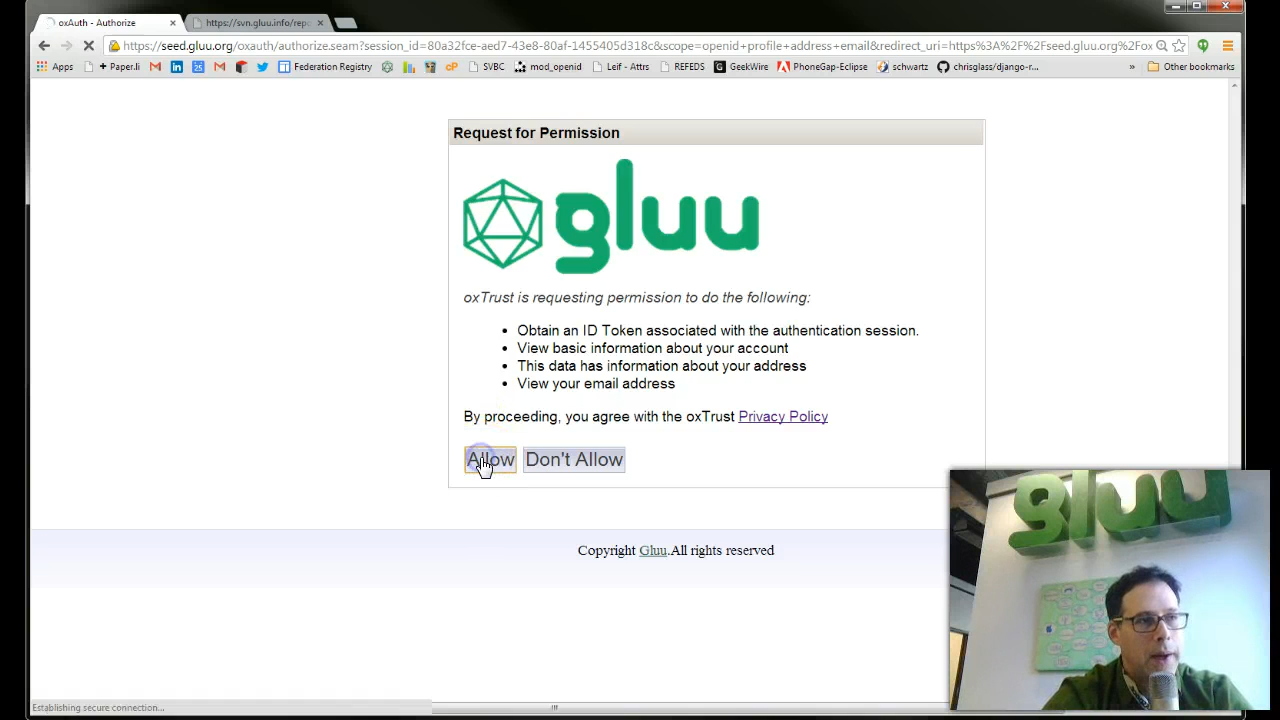 oxAuth - Authorize
https://svn.gluu.info/repo
https://seed.gluu.org/oxauth/authorize.seam?session_id=80a32fce-aed7-43c8-80af-1455405d318c&scope=openid+profile+address+email&redirect_uri=https%3A%2F%2Fseed.gluu.org%2Fox
Apps
+ Paper.li
Federation Registry
SVBC
mod_openid
Leif - Attrs
REFEDS
GeekWire
PhoneGap-Eclipse
schwartz
chrisglass/django-r...
»
Other bookmarks
Request for Permission
gluu
oxTrust is requesting permission to do the following:
• Obtain an ID Token associated with the authentication session.
• View basic information about your account
• This data has information about your address
• View your email address
By proceeding, you agree with the oxTrust Privacy Policy
Allow Don't Allow
gluu
Copyright Gluu.All rights reserved
Establishing secure connection...